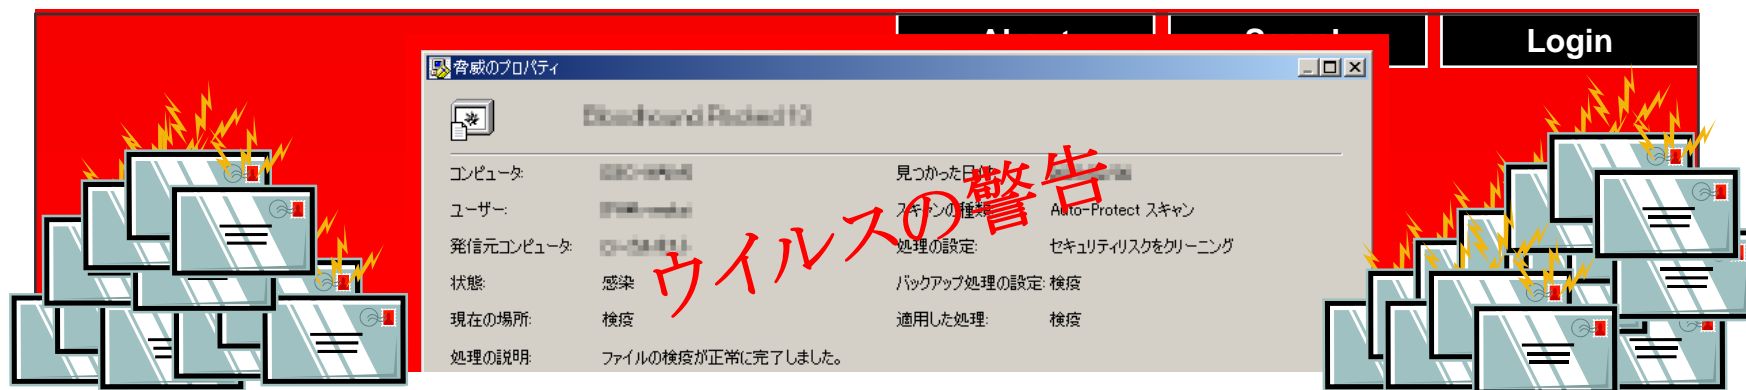 Login
脅威のプロパティ
コンピュータ:
見つかった日付:
ユーザー:
スキャンの種類:
Auto-Protect スキャン
発信元コンピュータ:
処理の設定:
セキュリティリスクをクリーニング
状態:
感染
バックアップ処理の設定:
検疫
現在の場所:
検疫
適用した処理:
検疫
処理の説明:
ファイルの検疫が正常に完了しました。
ウイルスの警告